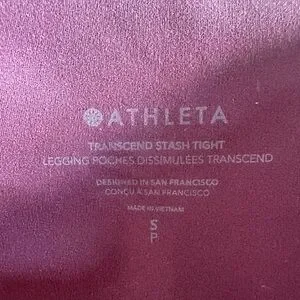 ATHLETA
TRANSCEND STASH TIGHT
LEGGING POCHES DISSIMULÉES TRANSCEND
DESIGNED IN SAN FRANCISCO
CONÇU À SAN FRANCISCO
MADE IN VIETNAM
S
P